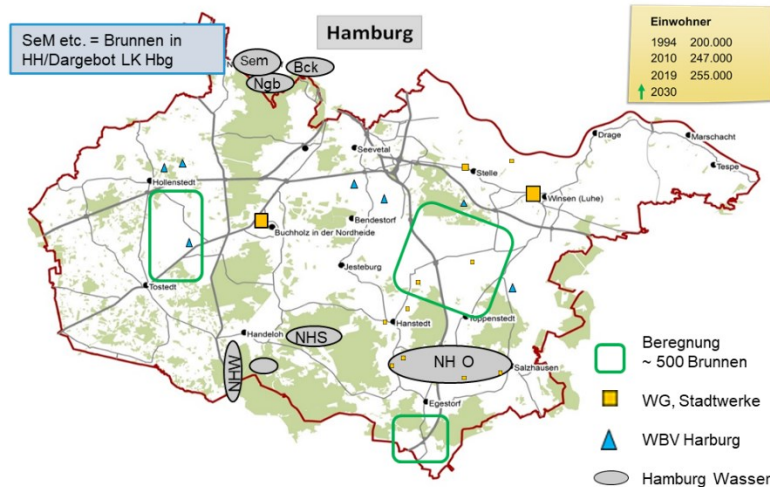 SeM etc. = Brunnen in
HH/Dargebot LK Hbg
Hamburg
Einwohner
1994 200.000
2010 247.000
2019 255.000
2030
Sem
Bck
Ngb
Drage
Marschacht
Tespe
Seevetal
Stelle
Hollenstedt
Winsen (Luhe)
Bendestorf
Buchholz in der Nordheide
Jesteburg
Tostedt
Hanstedt
Toppenstedt
Handeloh
NHS
NHW
NH O
Salzhausen
Egestorf
Beregnung
~ 500 Brunnen
WG, Stadtwerke
WBV Harburg
Hamburg Wasser